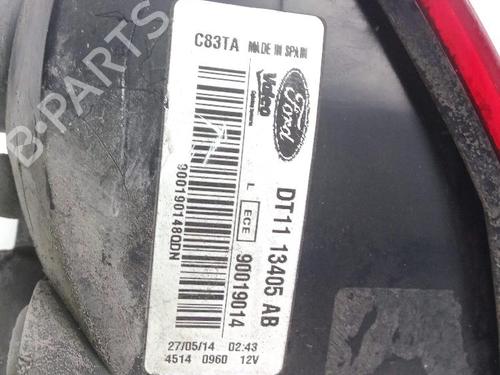 C83TA MADE IN SPAIN
Ford
Valeo
DT11 13405 AB
L ECE 90019014
9001901480DN
27/05/14 02:43
4514 0960 12V
B-PARTS